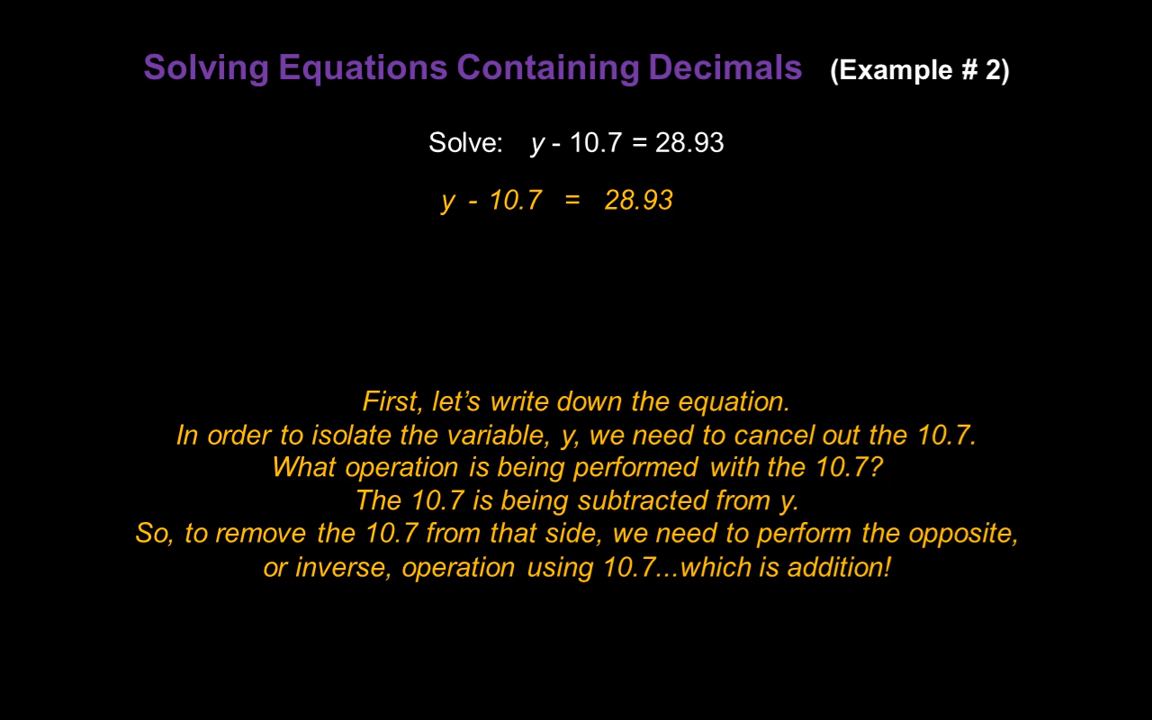 Solving Equations Containing Decimals (Example # 2)
Solve: y - 10.7 = 28.93
y - 10.7 = 28.93
First, let’s write down the equation.
In order to isolate the variable, y, we need to cancel out the 10.7.
What operation is being performed with the 10.7?
The 10.7 is being subtracted from y.
So, to remove the 10.7 from that side, we need to perform the opposite,
or inverse, operation using 10.7...which is addition!